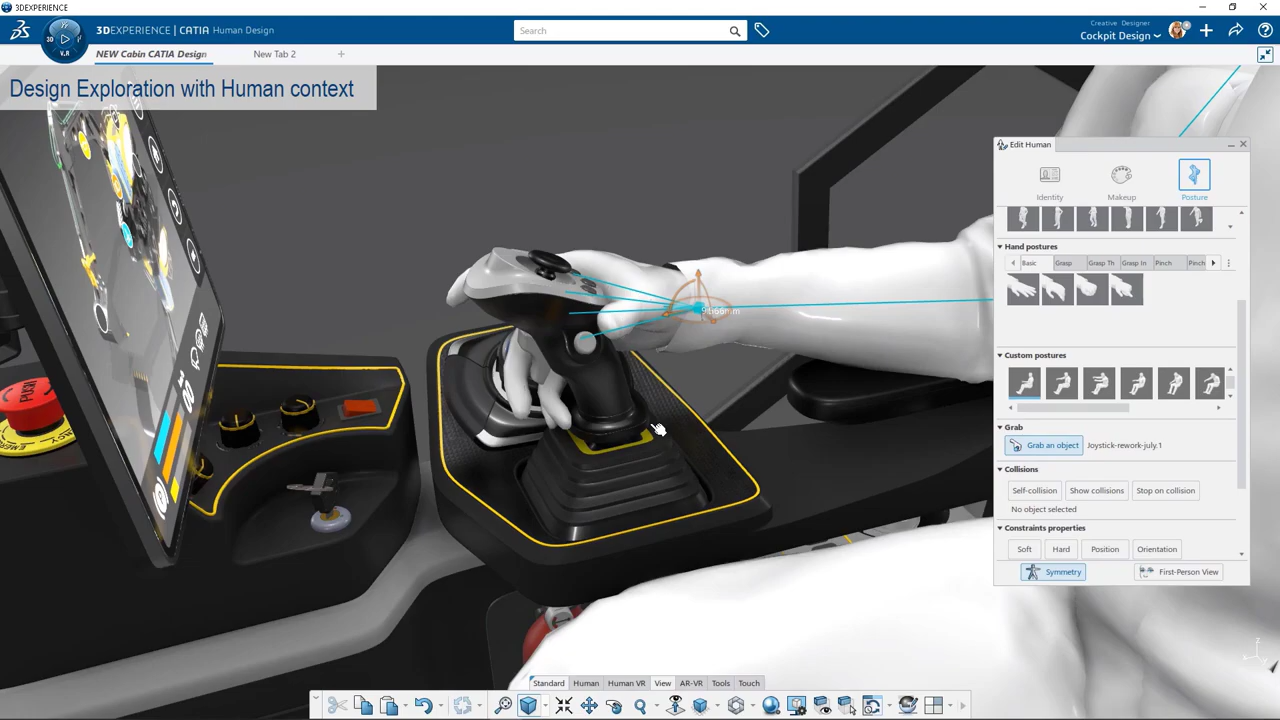 3DEXPERIENCE
3DEXPERIENCE | CATIA Human Design
Search
Creative Designer
Cockpit Design
3D
V.R
NEW Cabin CATIA Design
New Tab 2
Design Exploration with Human context
Edit Human
Identity
Makeup
Posture
Hand postures
Basic
Grasp
Grasp Th
Grasp In
Pinch
Pinch
Custom postures
Grab
Grab an object
Joystick-rework-july.1
Collisions
Self-collision
Show collisions
Stop on collision
No object selected
Constraints properties
Soft
Hard
Position
Orientation
Symmetry
First-Person View
PUSH
Standard
Human
Human VR
View
AR-VR
Tools
Touch